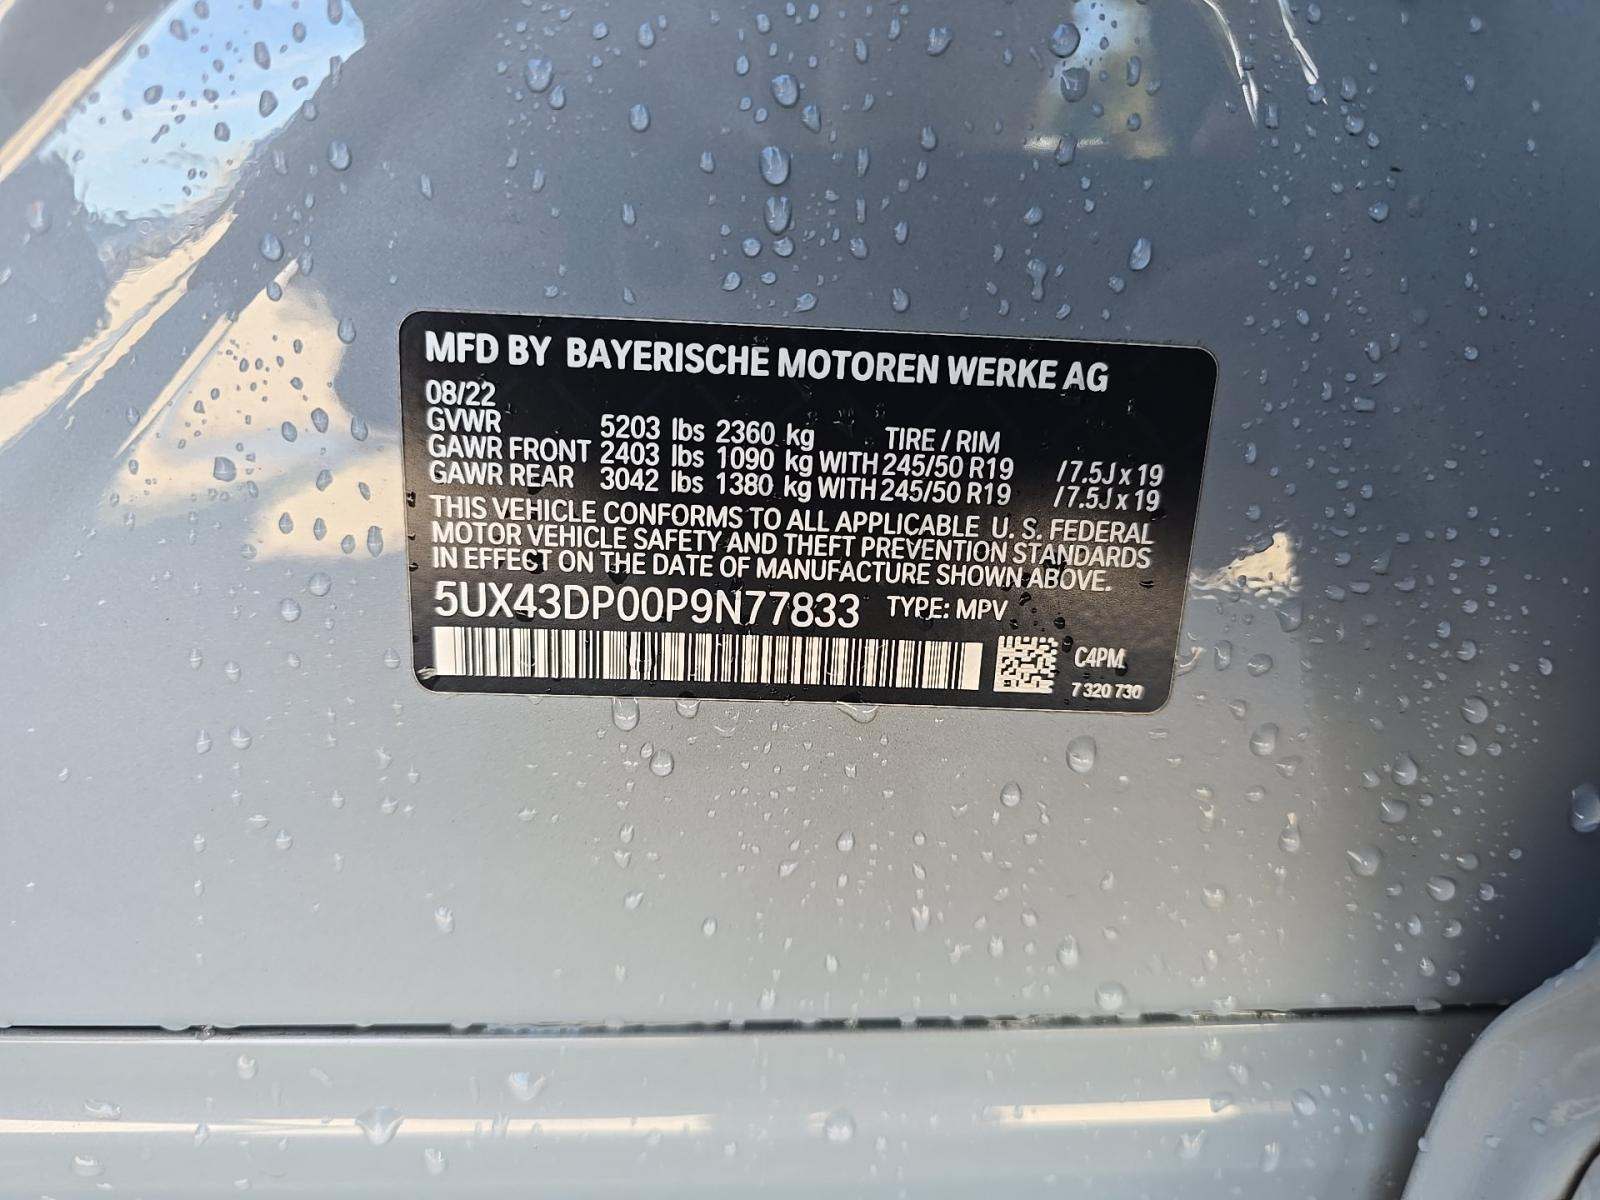 MFD BY BAYERISCHE MOTOREN WERKE AG
08/22
GVWR 5203 lbs 2360 kg TIRE / RIM
GAWR FRONT 2403 lbs 1090 kg WITH 245/50 R19 /7.5J x 19
GAWR REAR 3042 lbs 1380 kg WITH 245/50 R19 /7.5J x 19
THIS VEHICLE CONFORMS TO ALL APPLICABLE U. S. FEDERAL
MOTOR VEHICLE SAFETY AND THEFT PREVENTION STANDARDS
IN EFFECT ON THE DATE OF MANUFACTURE SHOWN ABOVE.
5UX43DP00P9N77833 TYPE: MPV
C4PM
7 320 730